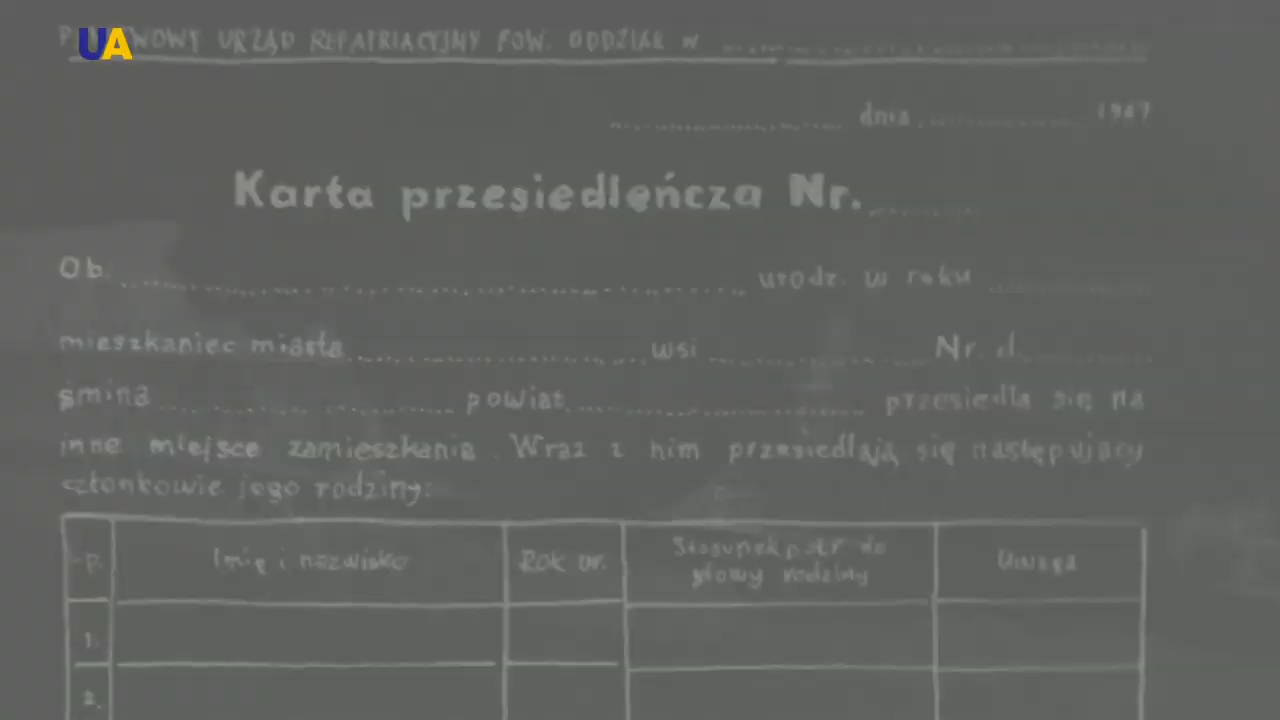 UA
URZĄD REPATRIACYJNY POW. ODDZIAŁ W
dnia 1947
Karta przesiedleńcza Nr.
Ob. urodz. w roku
mieszkaniec miasta wsi Nr. d.
gmina powiat przesiedla się na
inne miejsce zamieszkania. Wraz z nim przesiedlają się następujący
członkowie jego rodziny:
Imię i nazwisko Rok ur. Stosunek pokr do głowy rodziny Uwaga
1.
2.